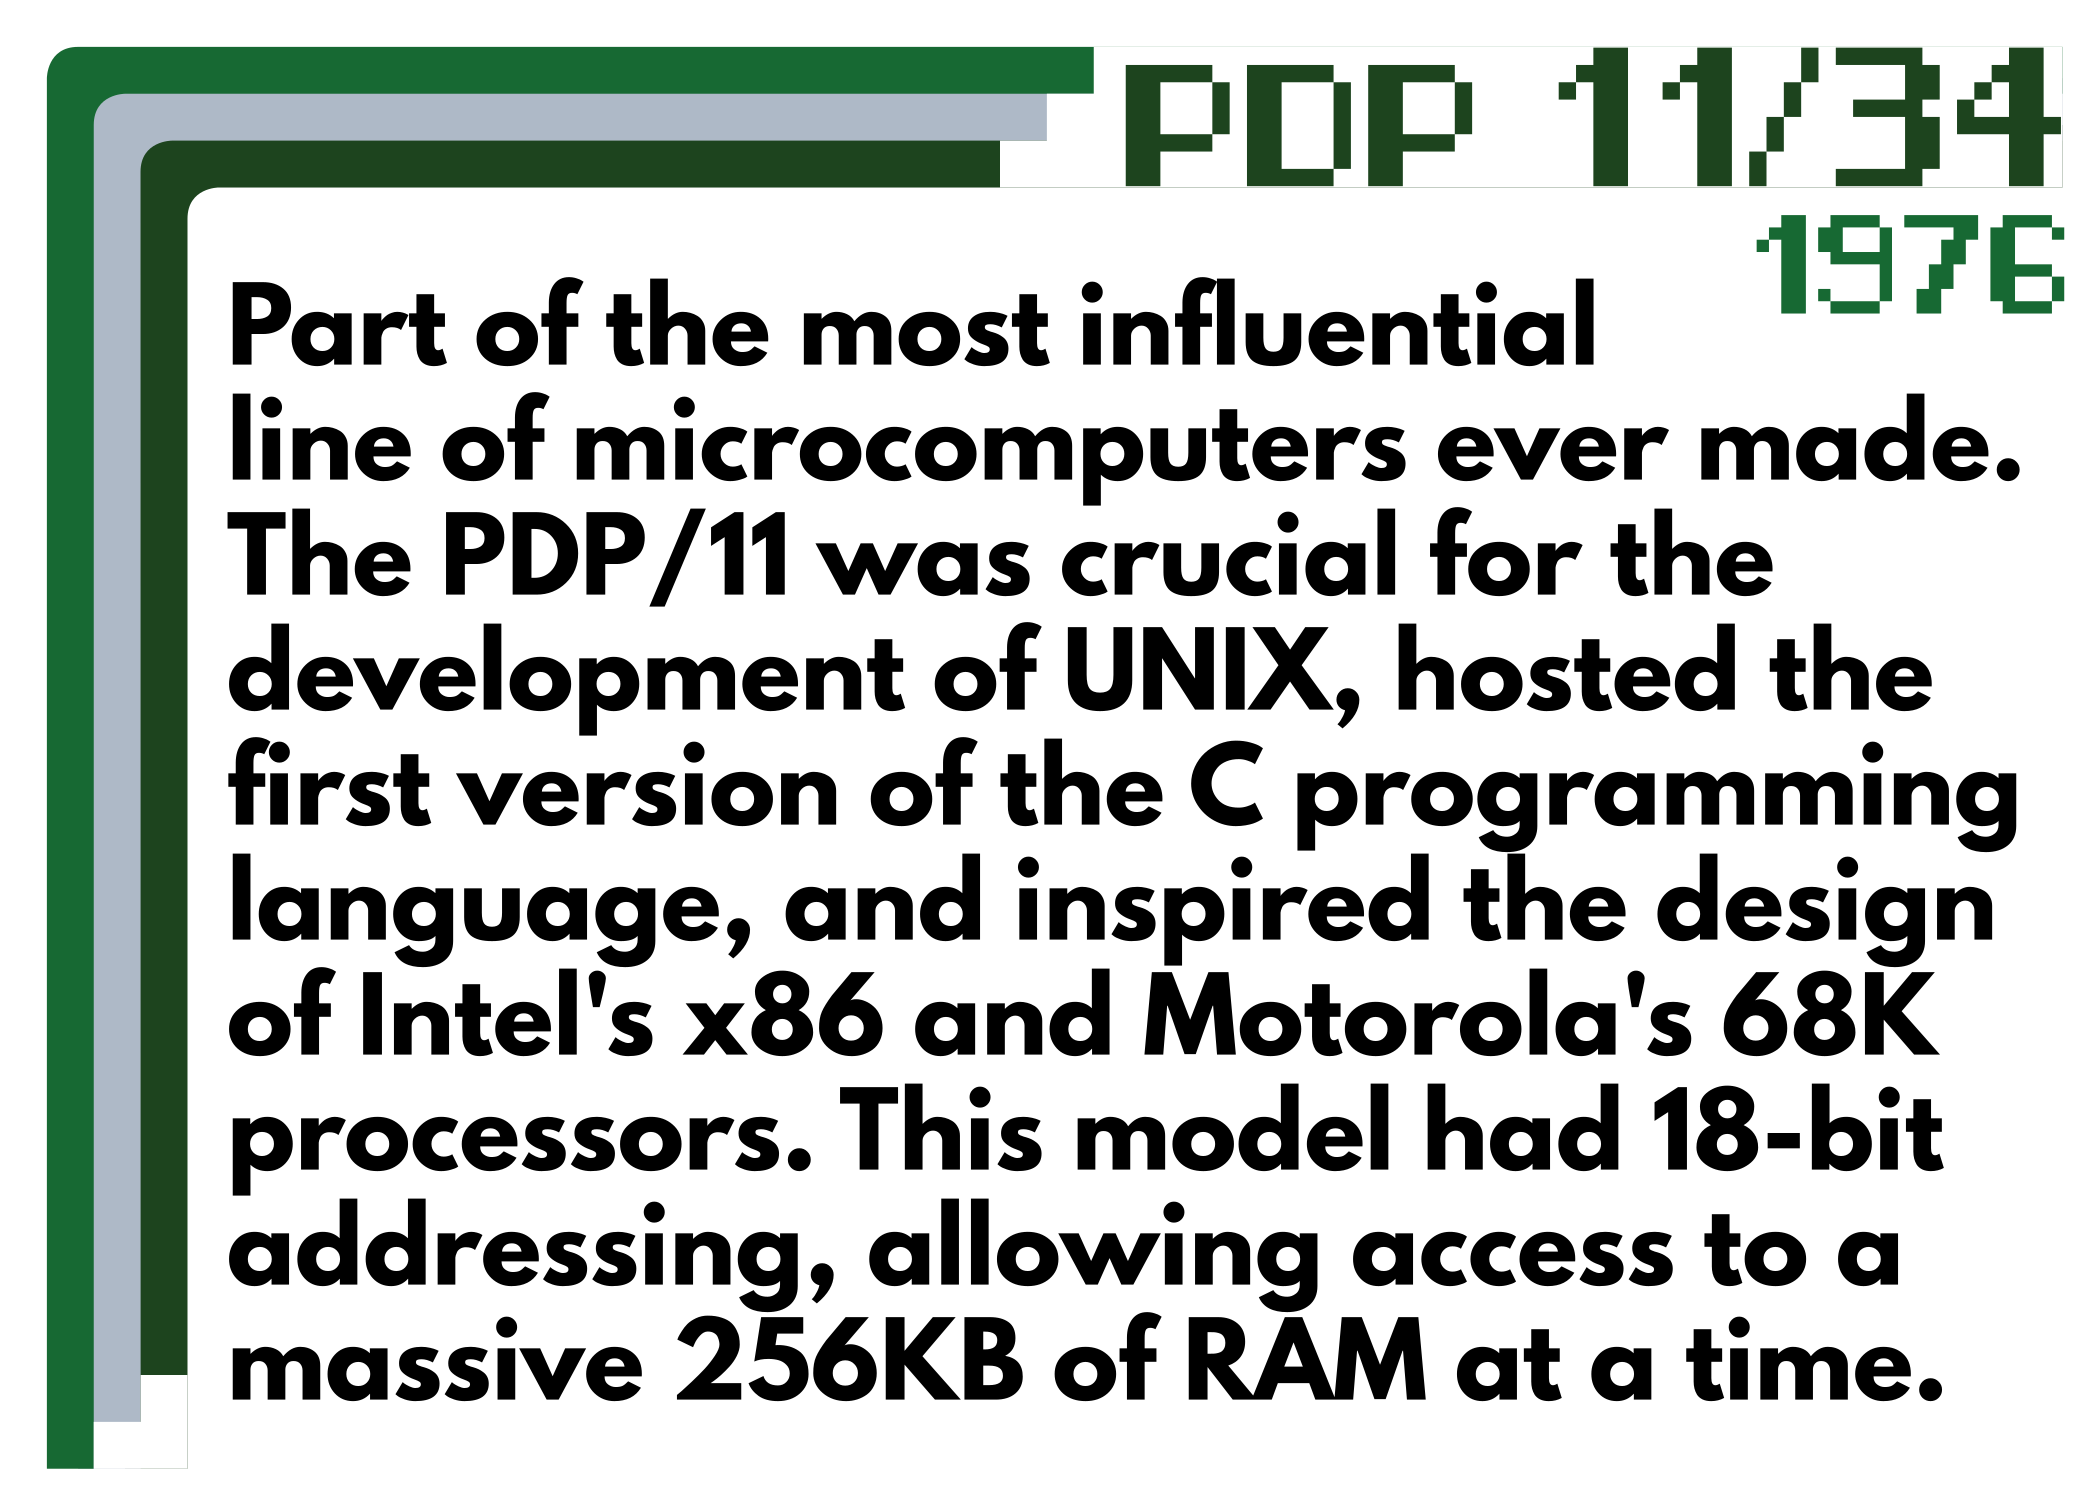 PDP 11/34
1976
Part of the most influential
line of microcomputers ever made.
The PDP/11 was crucial for the
development of UNIX, hosted the
first version of the C programming
language, and inspired the design
of Intel's x86 and Motorola's 68K
processors. This model had 18-bit
addressing, allowing access to a
massive 256KB of RAM at a time.